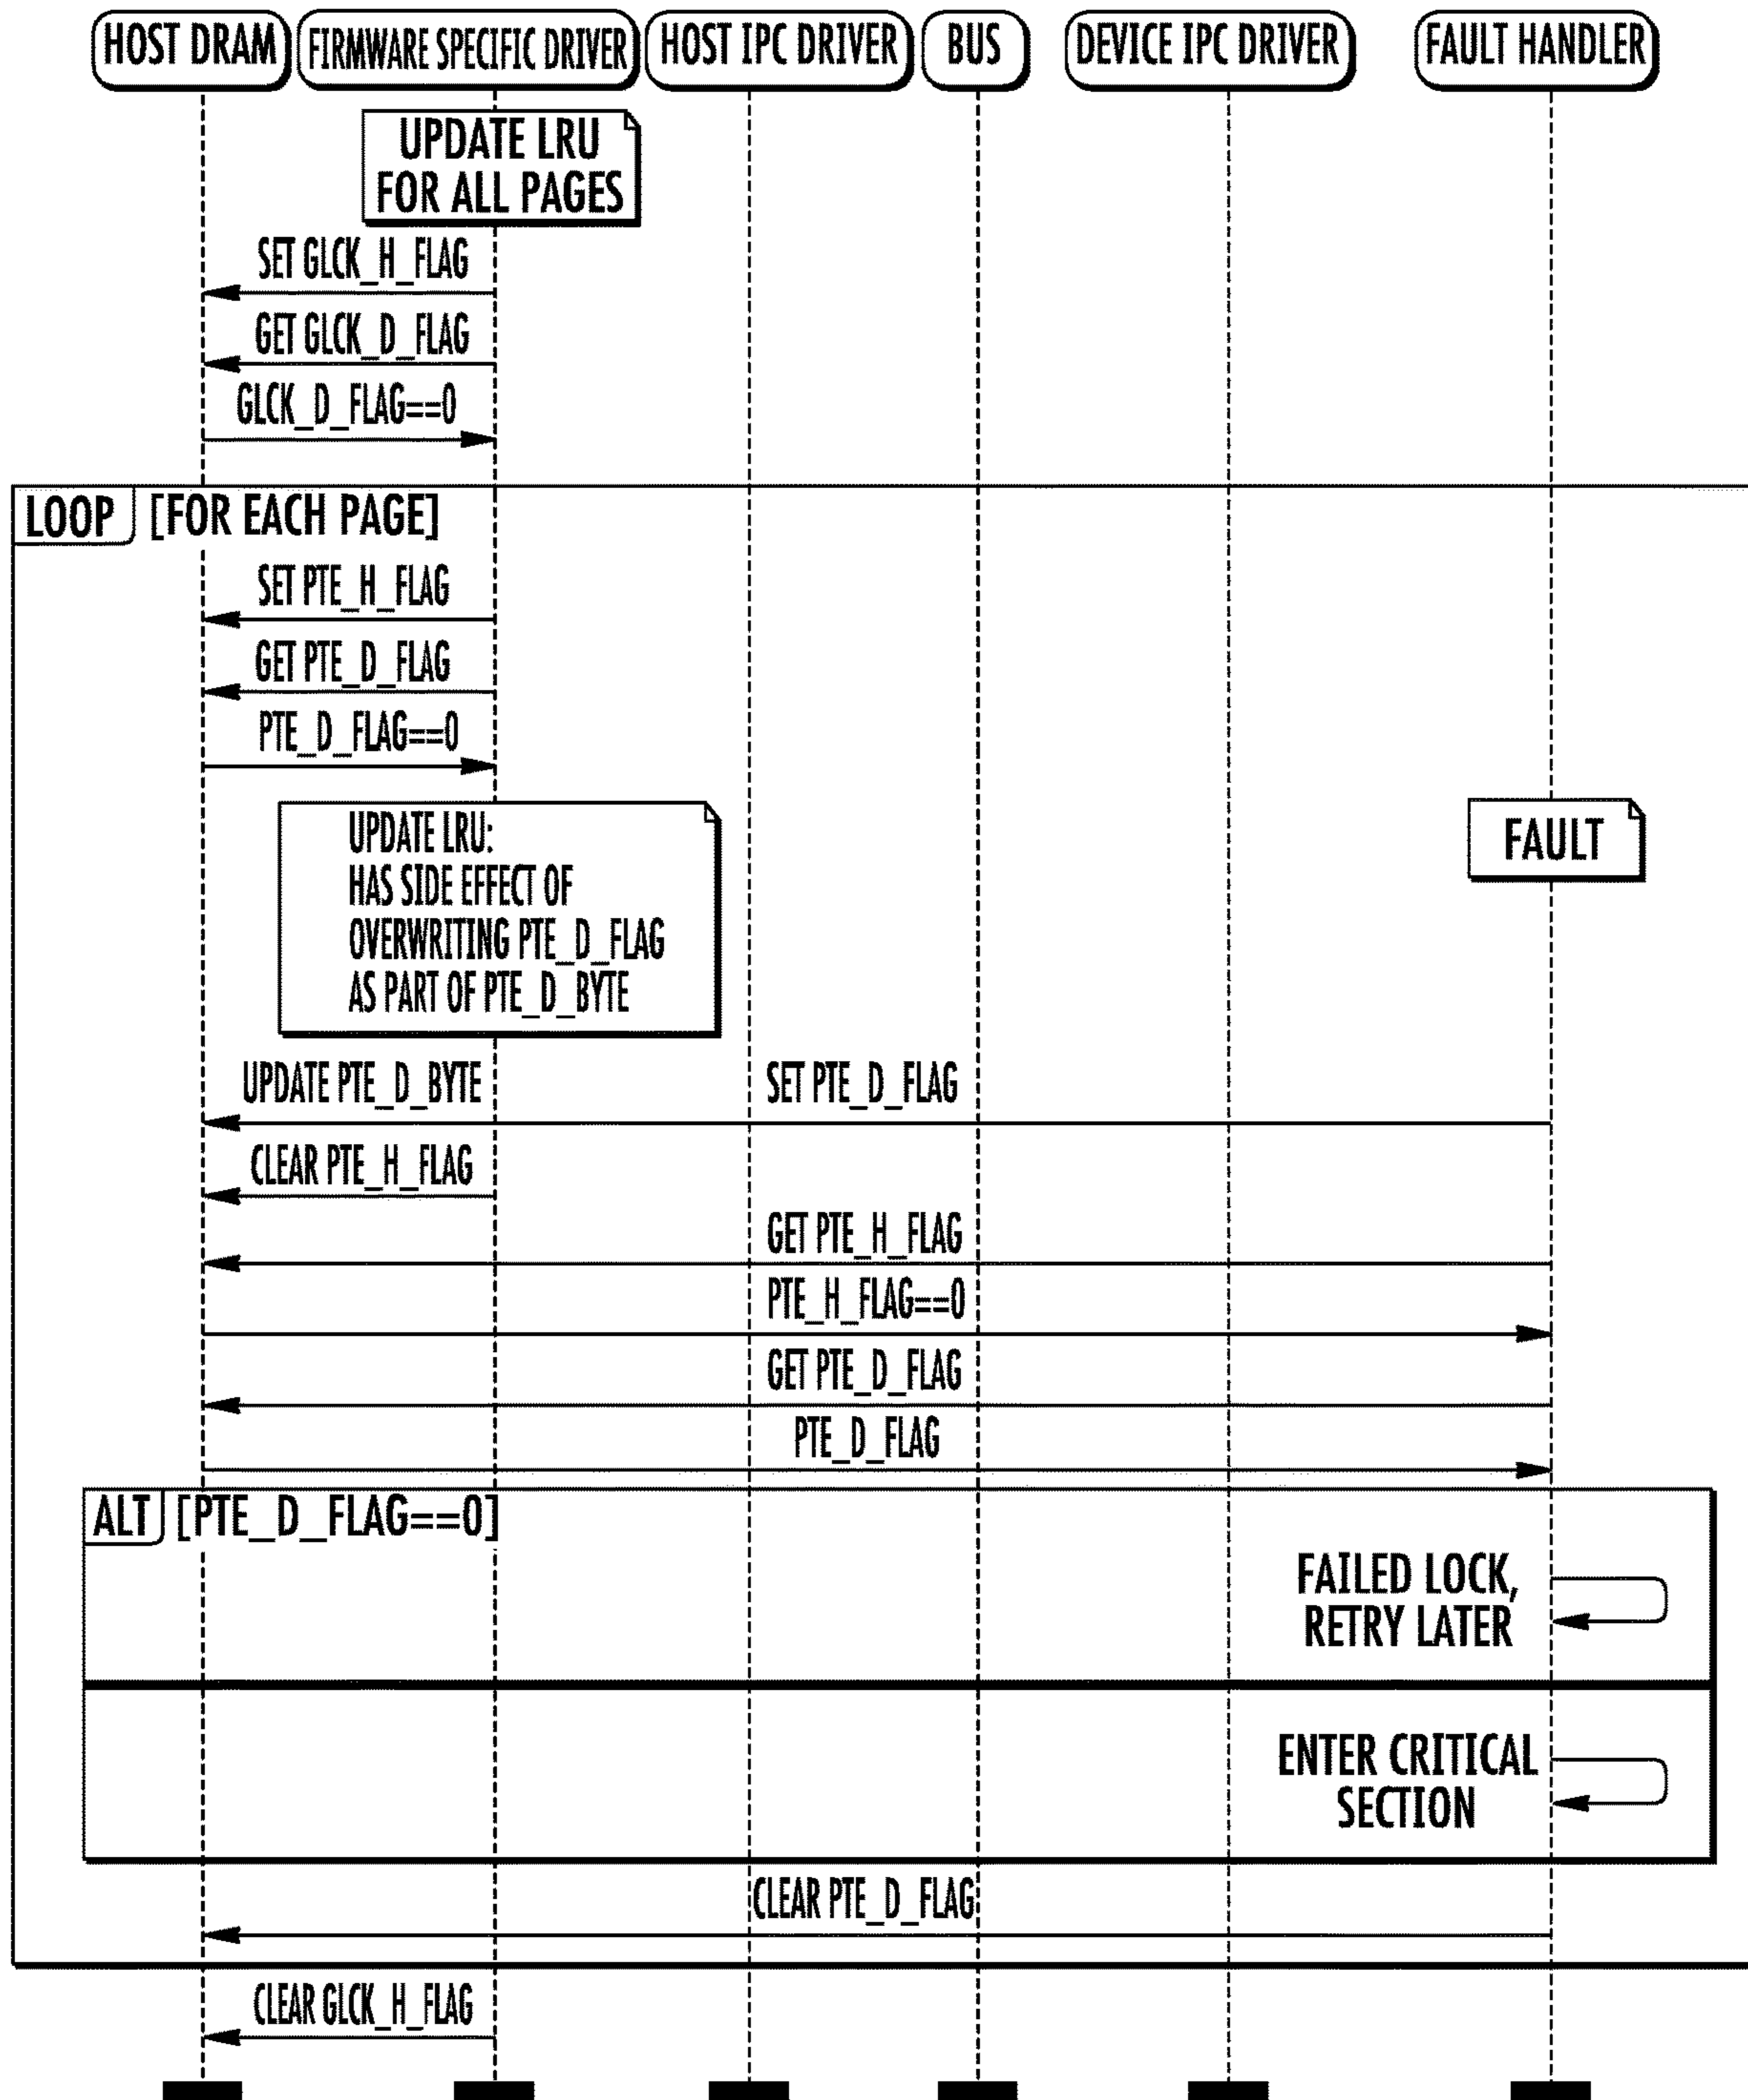 HOST DRAM
FIRMWARE SPECIFIC DRIVER
HOST IPC DRIVER
BUS
DEVICE IPC DRIVER
FAULT HANDLER
UPDATE LRU
FOR ALL PAGES
SET GLCK_H_FLAG
GET GLCK_D_FLAG
GLCK_D_FLAG==0
LOOP [FOR EACH PAGE]
SET PTE_H_FLAG
GET PTE_D_FLAG
PTE_D_FLAG==0
UPDATE LRU:
HAS SIDE EFFECT OF
OVERWRITING PTE_D_FLAG
AS PART OF PTE_D_BYTE
FAULT
UPDATE PTE_D_BYTE
SET PTE_D_FLAG
CLEAR PTE_H_FLAG
GET PTE_H_FLAG
PTE_H_FLAG==0
GET PTE_D_FLAG
PTE_D_FLAG
ALT [PTE_D_FLAG==0]
FAILED LOCK,
RETRY LATER
ENTER CRITICAL
SECTION
CLEAR PTE_D_FLAG
CLEAR GLCK_H_FLAG